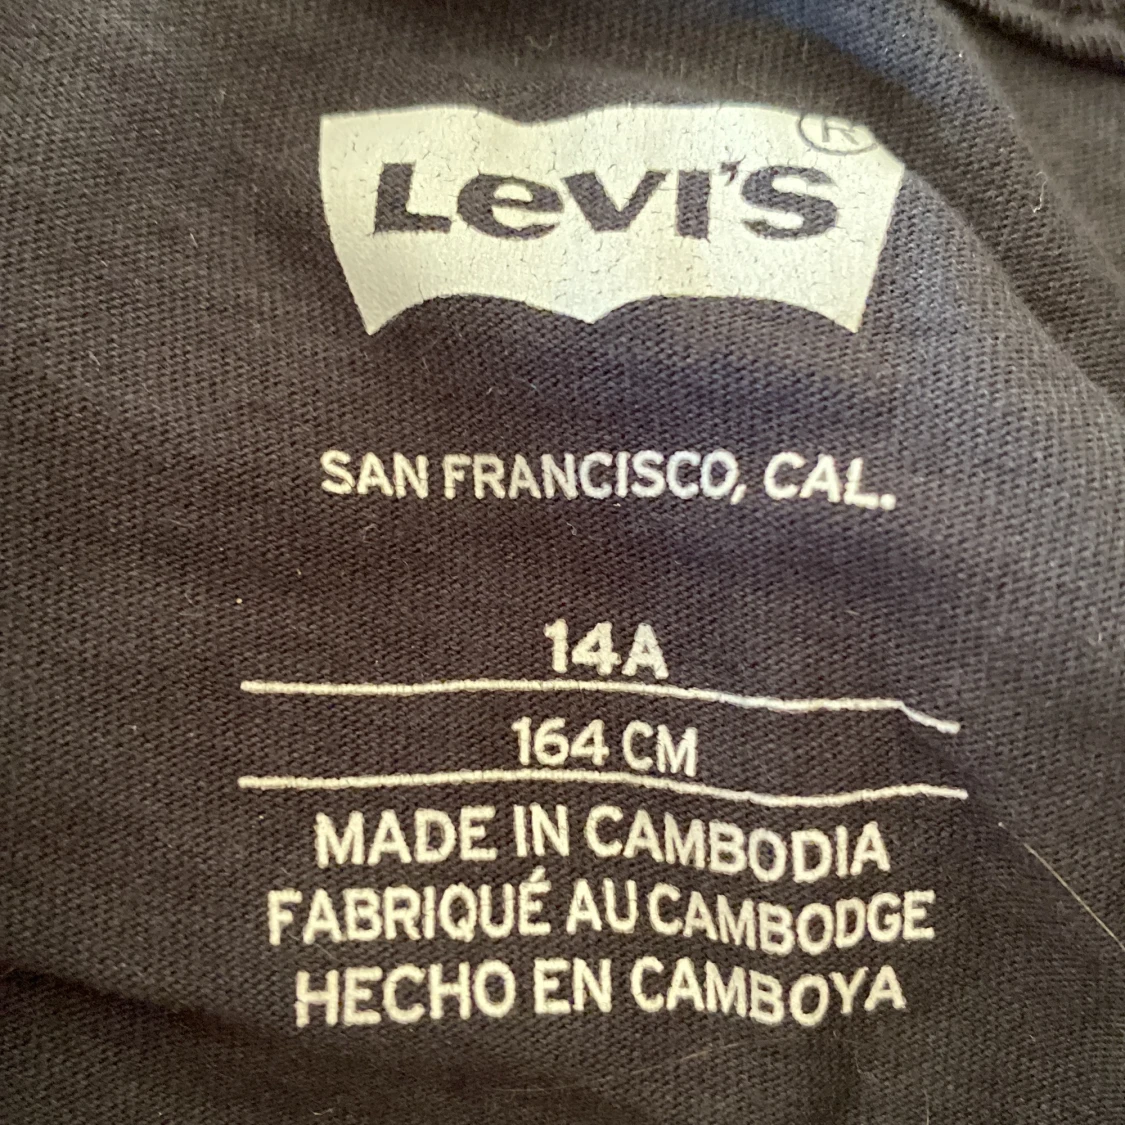 Levi's ®
SAN FRANCISCO, CAL.
14A
164 CM
MADE IN CAMBODIA
FABRIQUÉ AU CAMBODGE
HECHO EN CAMBOYA